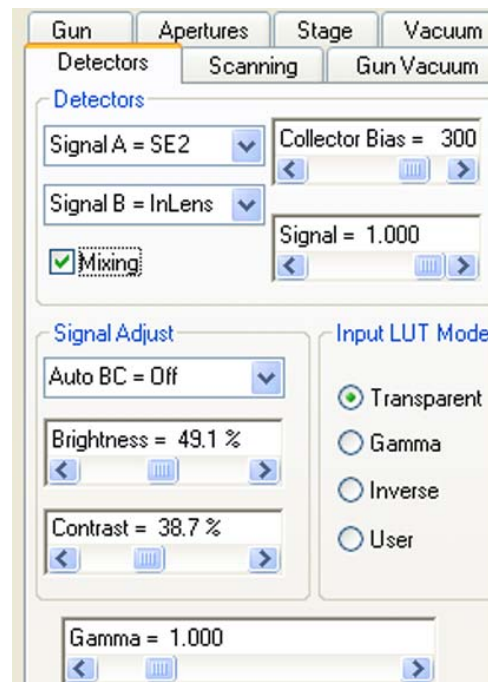 Gun Apertures Stage Vacuum
Detectors Scanning Gun Vacuum
Detectors
Signal A = SE2
Collector Bias = 300
Signal B = InLens
Signal = 1.000
Mixing
Signal Adjust
Auto BC = Off
Brightness = 49.1 %
Contrast = 38.7 %
Input LUT Mode
Transparent
Gamma
Inverse
User
Gamma = 1.000